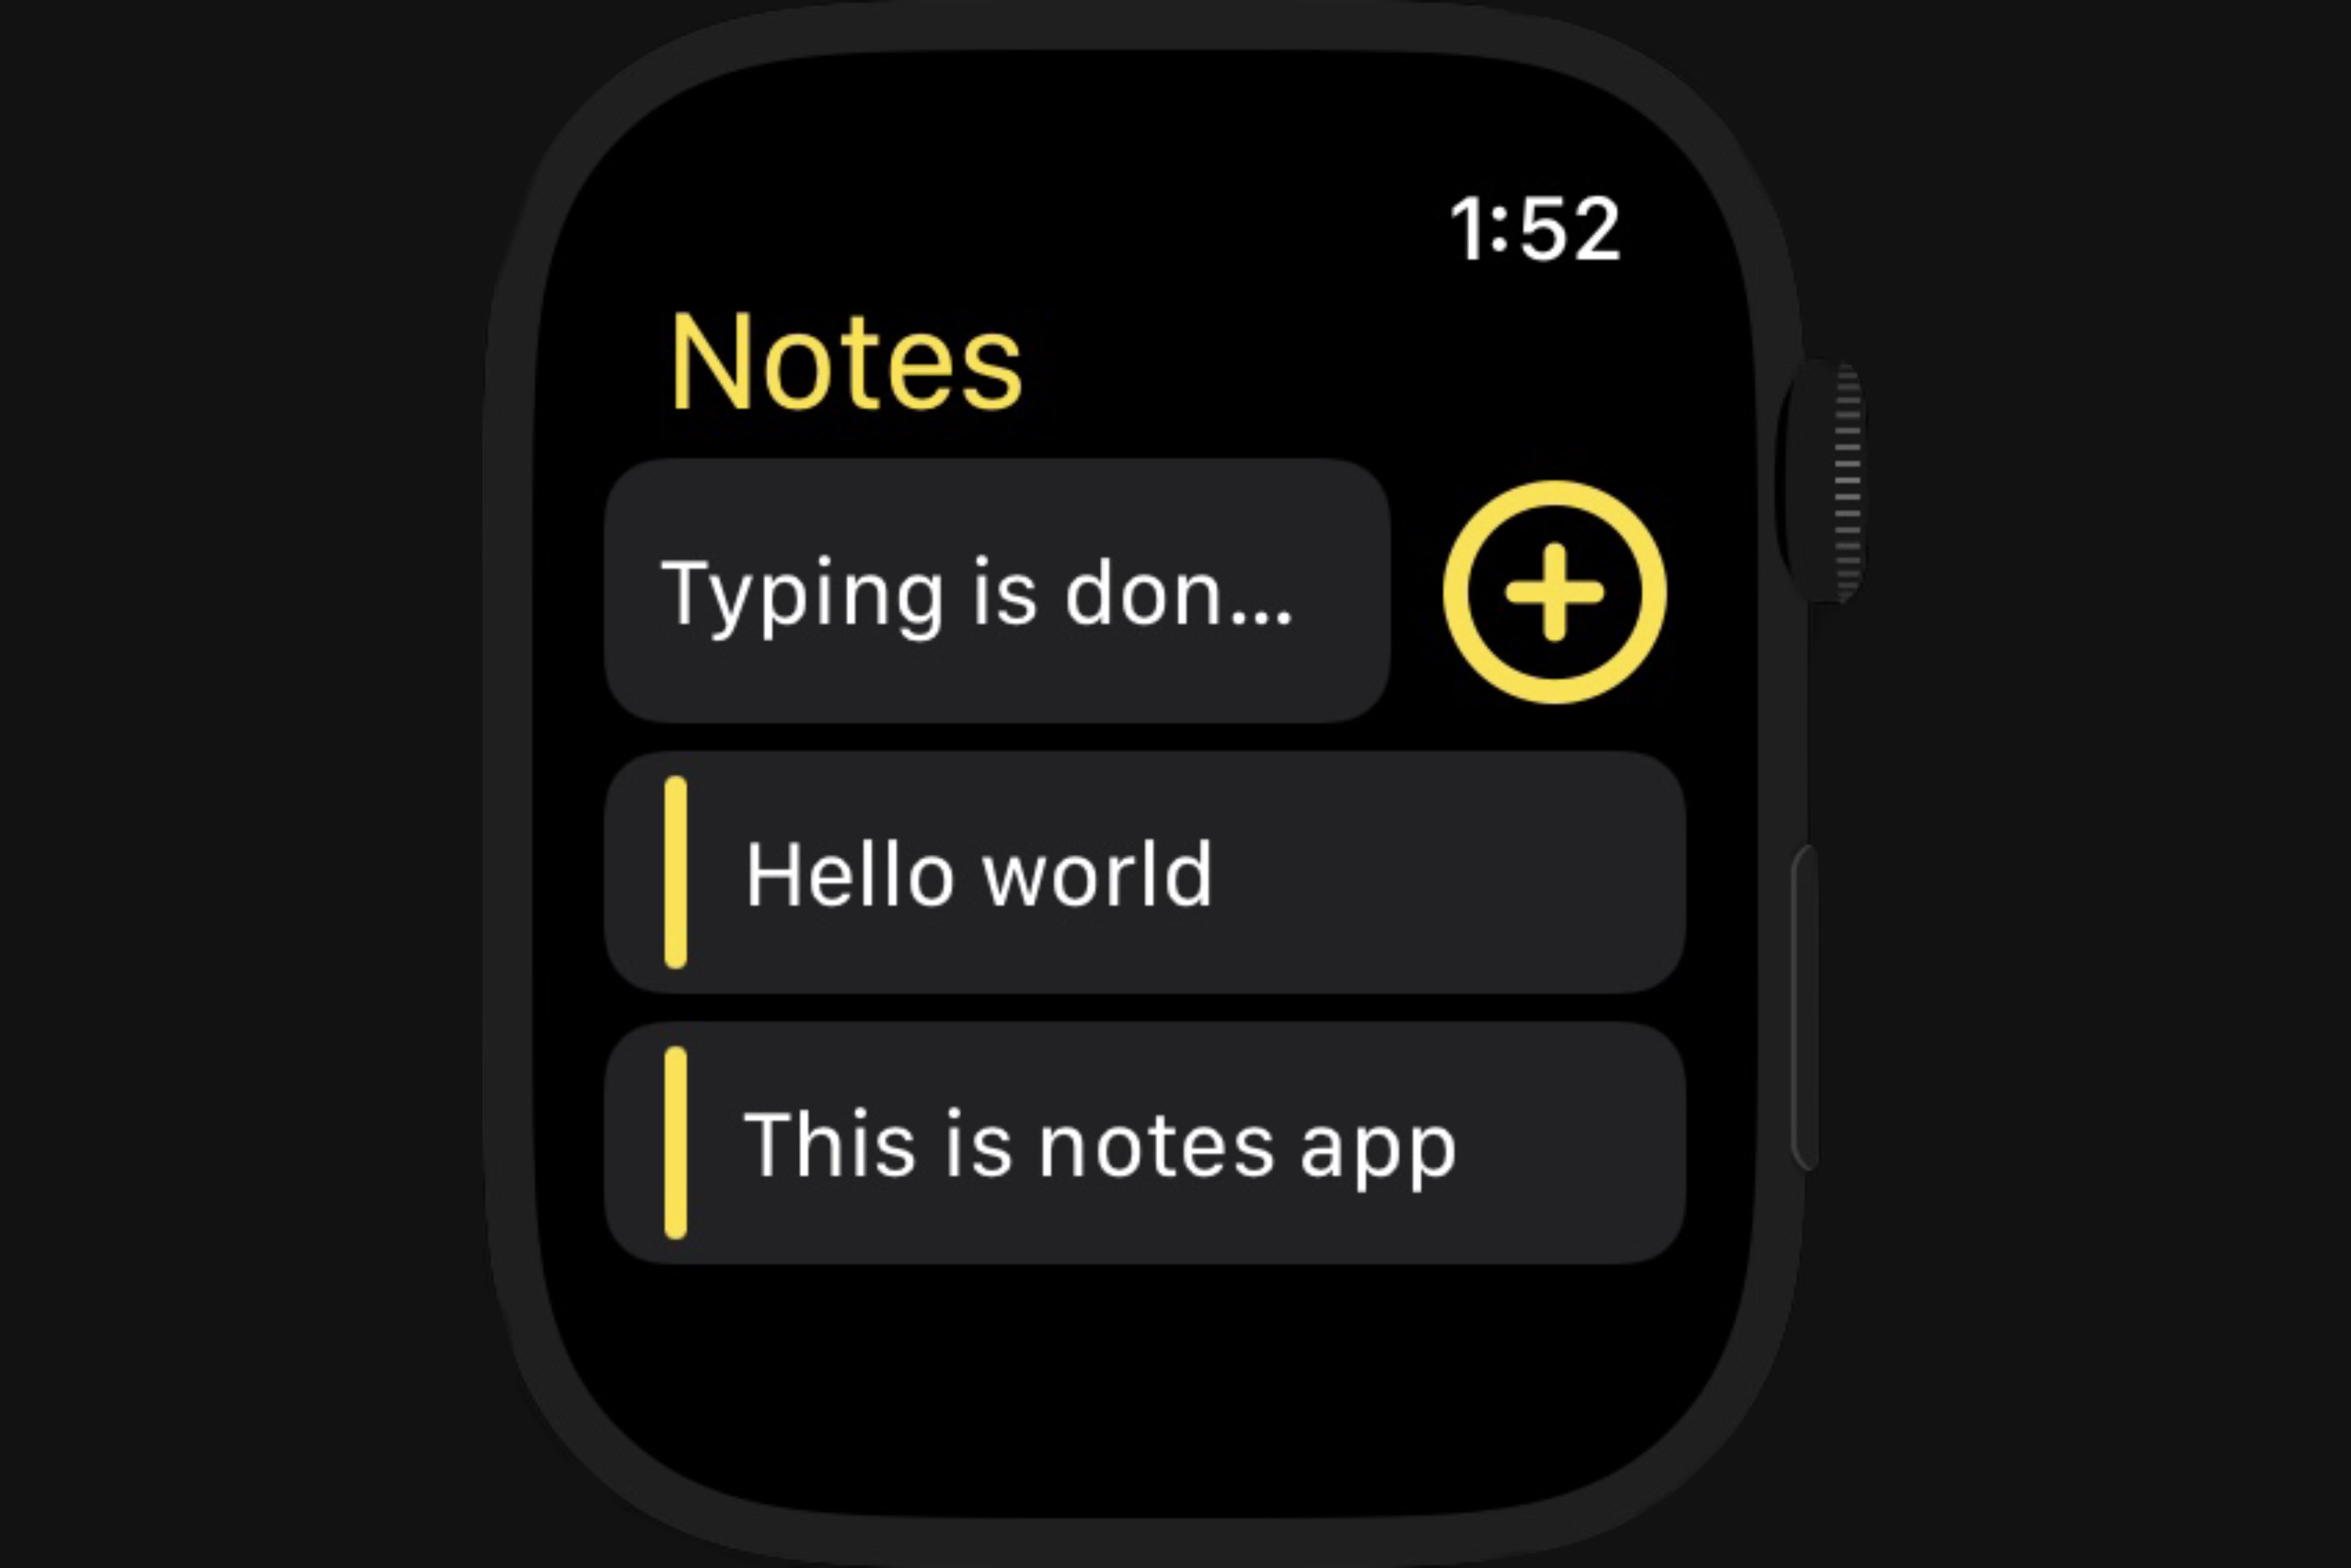 1:52
Notes
Typing is don...
Hello world
This is notes app